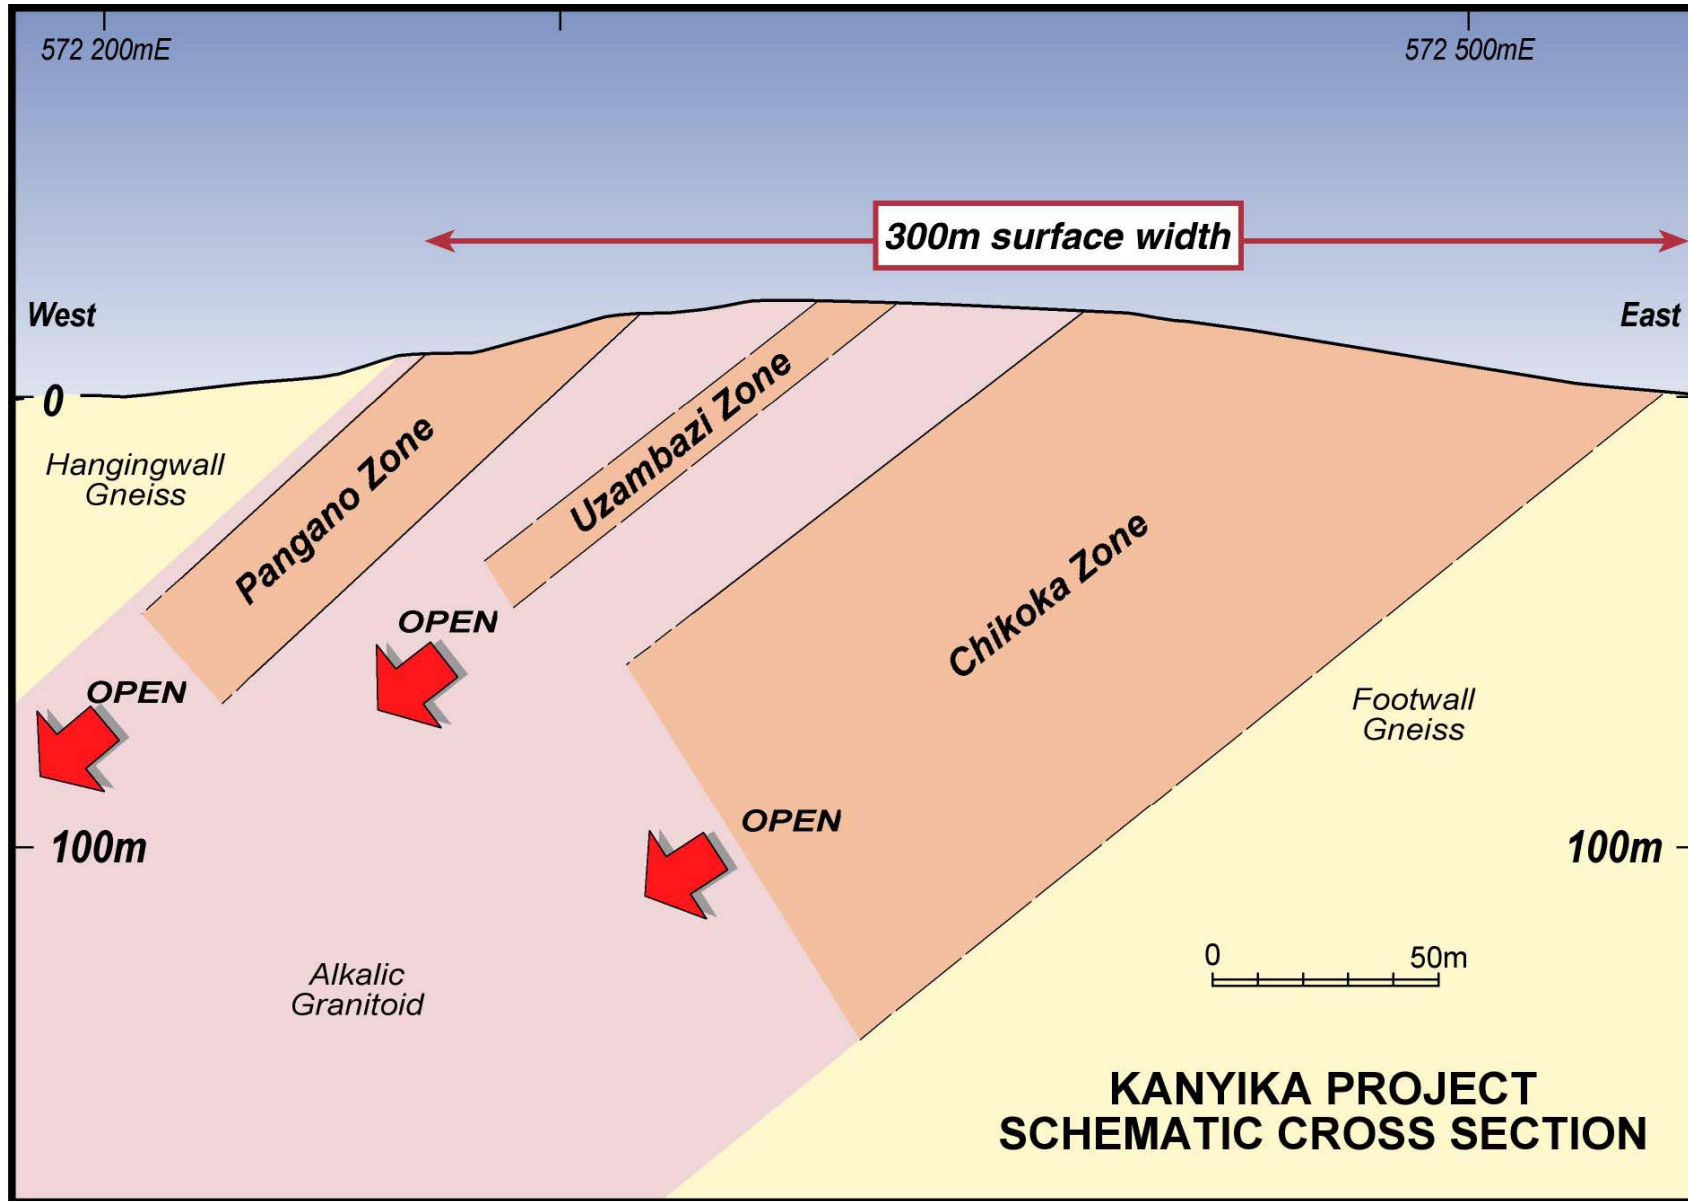 572 200mE
572 500mE
300m surface width
West
East
0
Hangingwall
Gneiss
Pangano Zone
Uzambazi Zone
Chikoka Zone
OPEN
OPEN
OPEN
Footwall
Gneiss
100m
100m
Alkalic
Granitoid
0 50m
KANYIKA PROJECT
SCHEMATIC CROSS SECTION